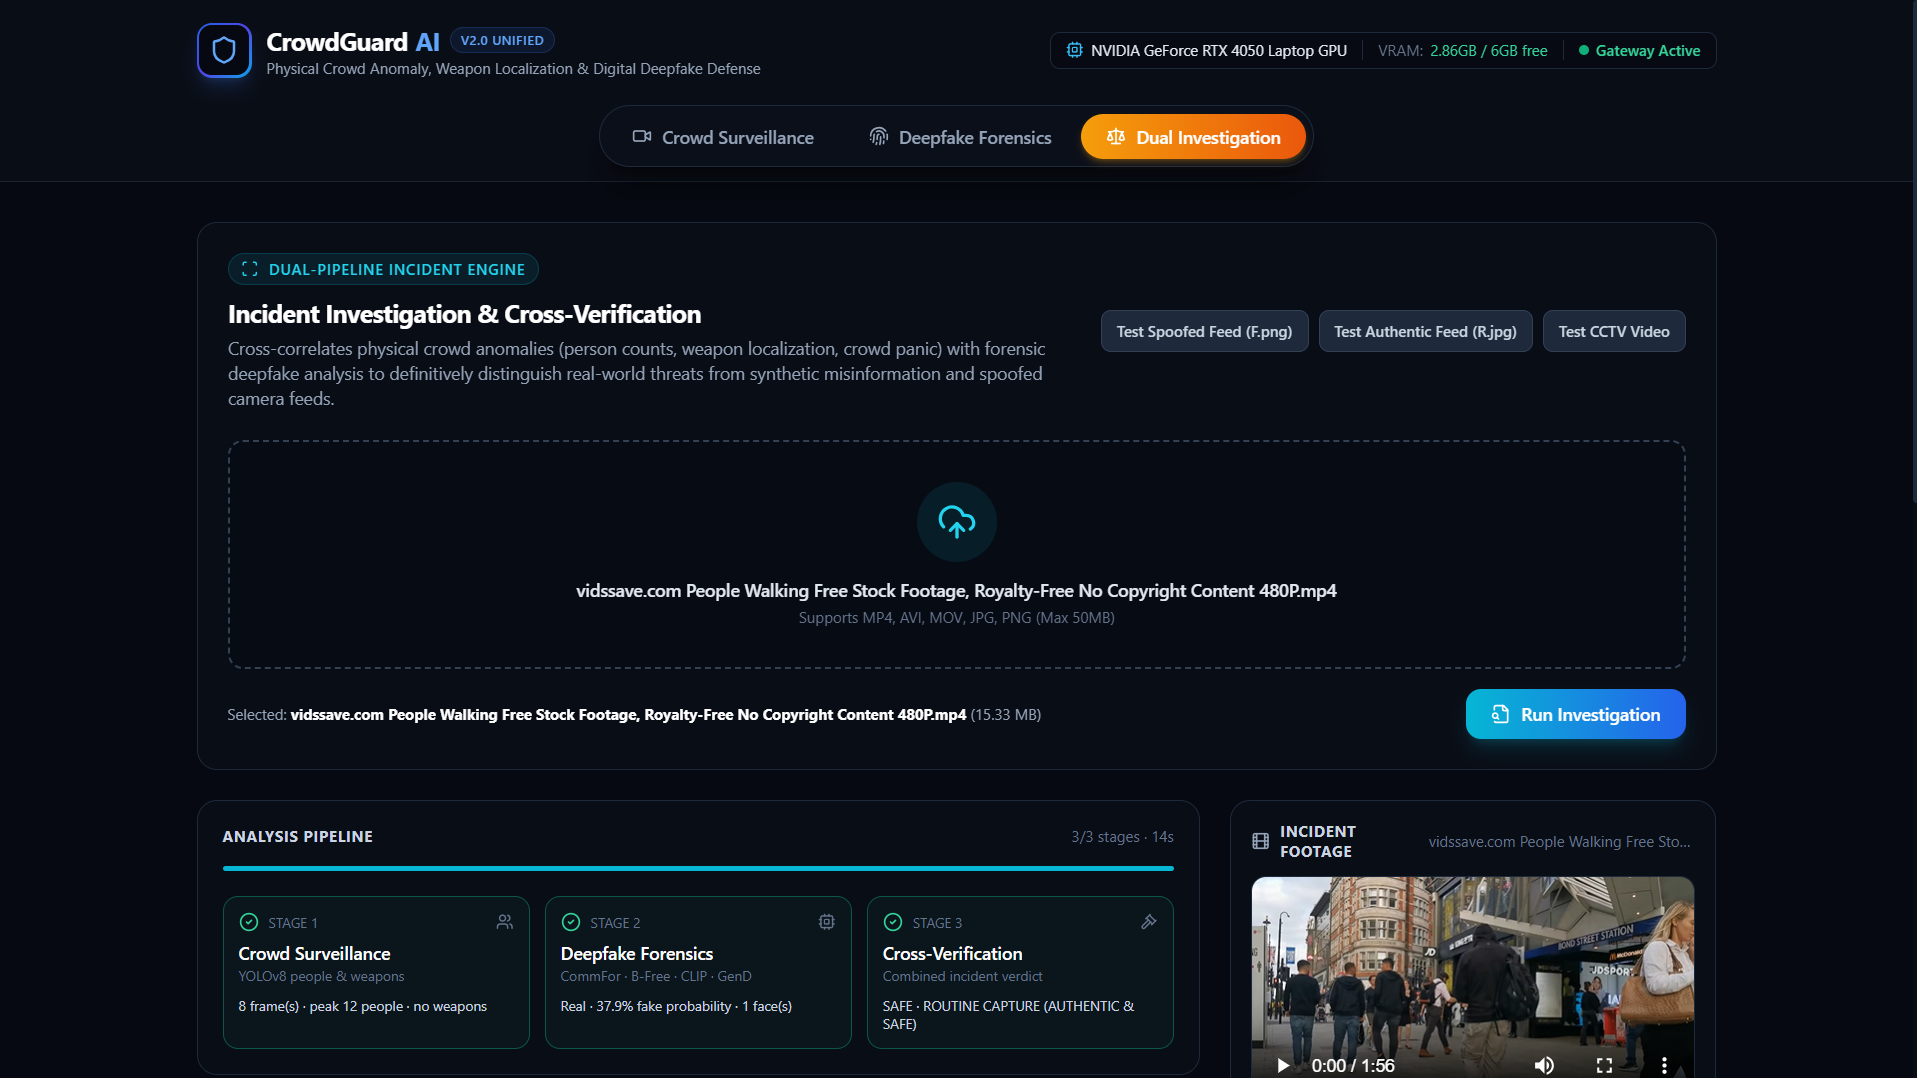 CrowdGuard AI
V2.0 UNIFIED
Physical Crowd Anomaly, Weapon Localization & Digital Deepfake Defense
NVIDIA GeForce RTX 4050 Laptop GPU
VRAM: 2.86GB / 6GB free
Gateway Active
Crowd Surveillance
Deepfake Forensics
Dual Investigation
DUAL-PIPELINE INCIDENT ENGINE
Incident Investigation & Cross-Verification
Cross-correlates physical crowd anomalies (person counts, weapon localization, crowd panic) with forensic
deepfake analysis to definitively distinguish real-world threats from synthetic misinformation and spoofed
camera feeds.
Test Spoofed Feed (F.png)
Test Authentic Feed (R.jpg)
Test CCTV Video
vidssave.com People Walking Free Stock Footage, Royalty-Free No Copyright Content 480P.mp4
Supports MP4, AVI, MOV, JPG, PNG (Max 50MB)
Selected: vidssave.com People Walking Free Stock Footage, Royalty-Free No Copyright Content 480P.mp4 (15.33 MB)
Run Investigation
ANALYSIS PIPELINE
3/3 stages · 14s
STAGE 1
Crowd Surveillance
YOLOv8 people & weapons
8 frame(s) · peak 12 people · no weapons
STAGE 2
Deepfake Forensics
CommFor · B-Free · CLIP · GenD
Real · 37.9% fake probability · 1 face(s)
STAGE 3
Cross-Verification
Combined incident verdict
SAFE · ROUTINE CAPTURE (AUTHENTIC &
SAFE)
INCIDENT
FOOTAGE
vidssave.com People Walking Free Sto...
BOND STREET STATION
McDonald
JDSPOR
0:00 / 1:56